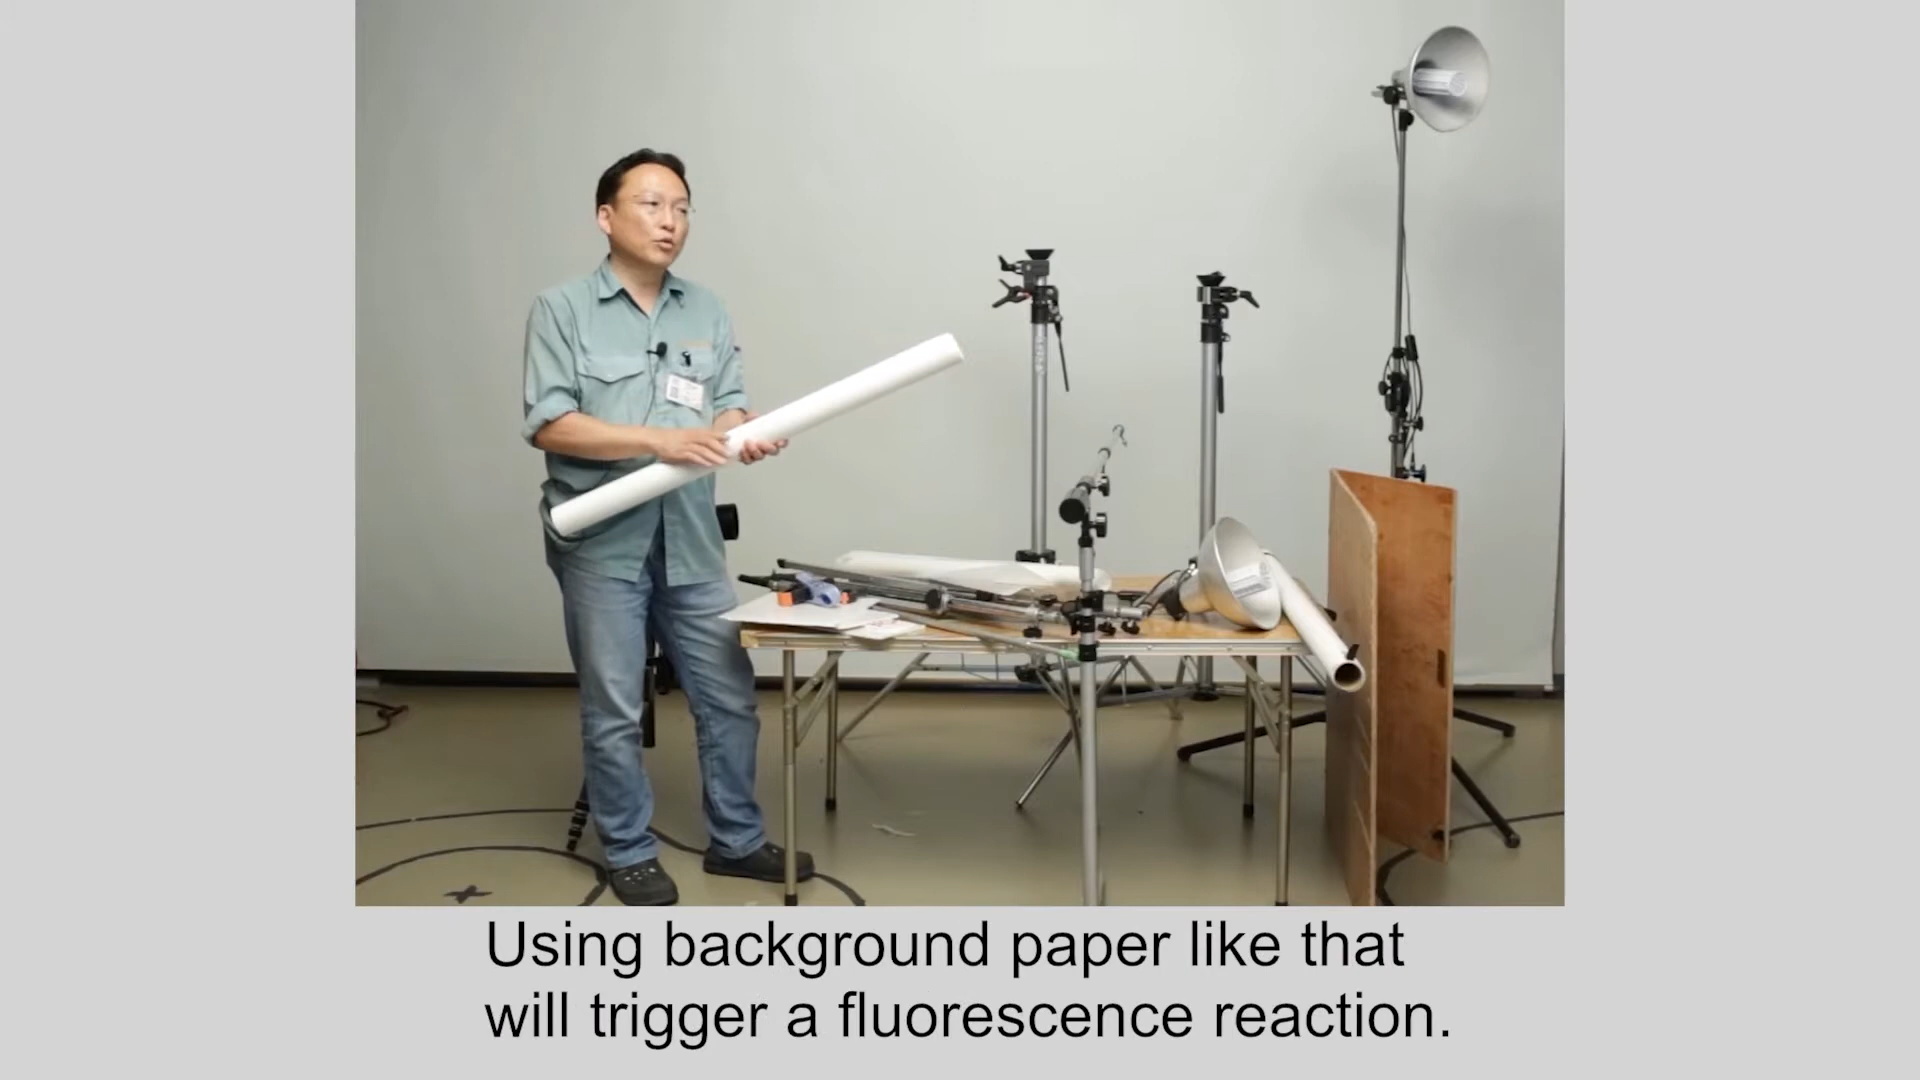 Using background paper like that
will trigger a fluorescence reaction.